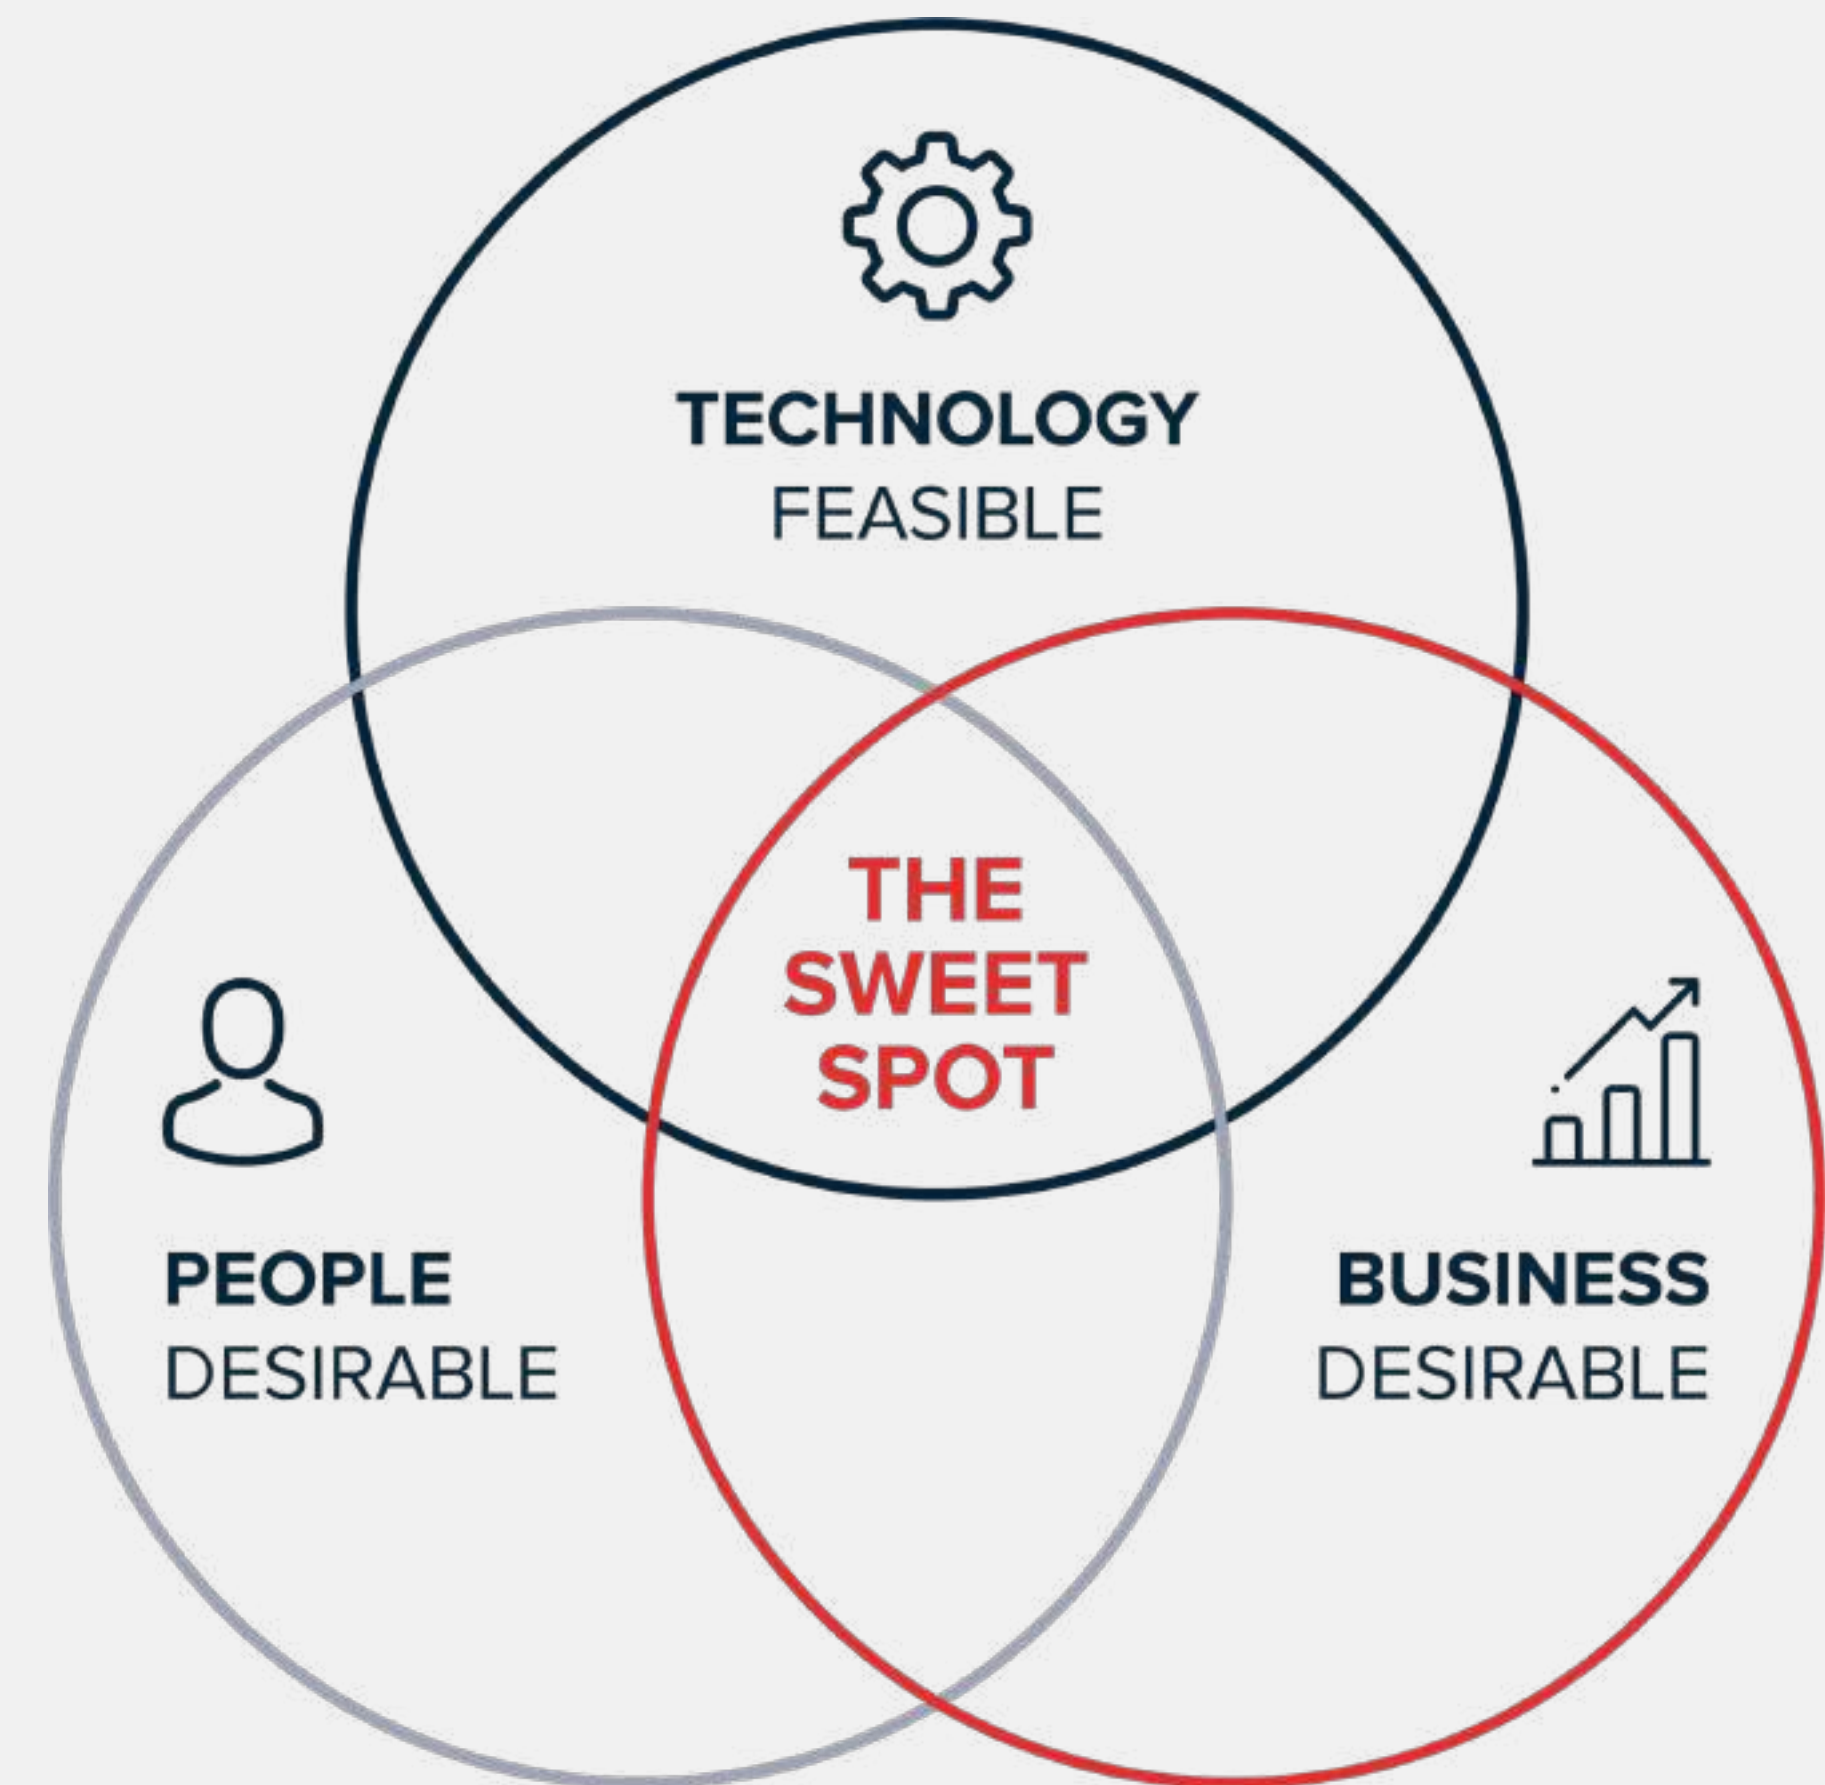 TECHNOLOGY
FEASIBLE
THE
SWEET
SPOT
PEOPLE
DESIRABLE
BUSINESS
DESIRABLE